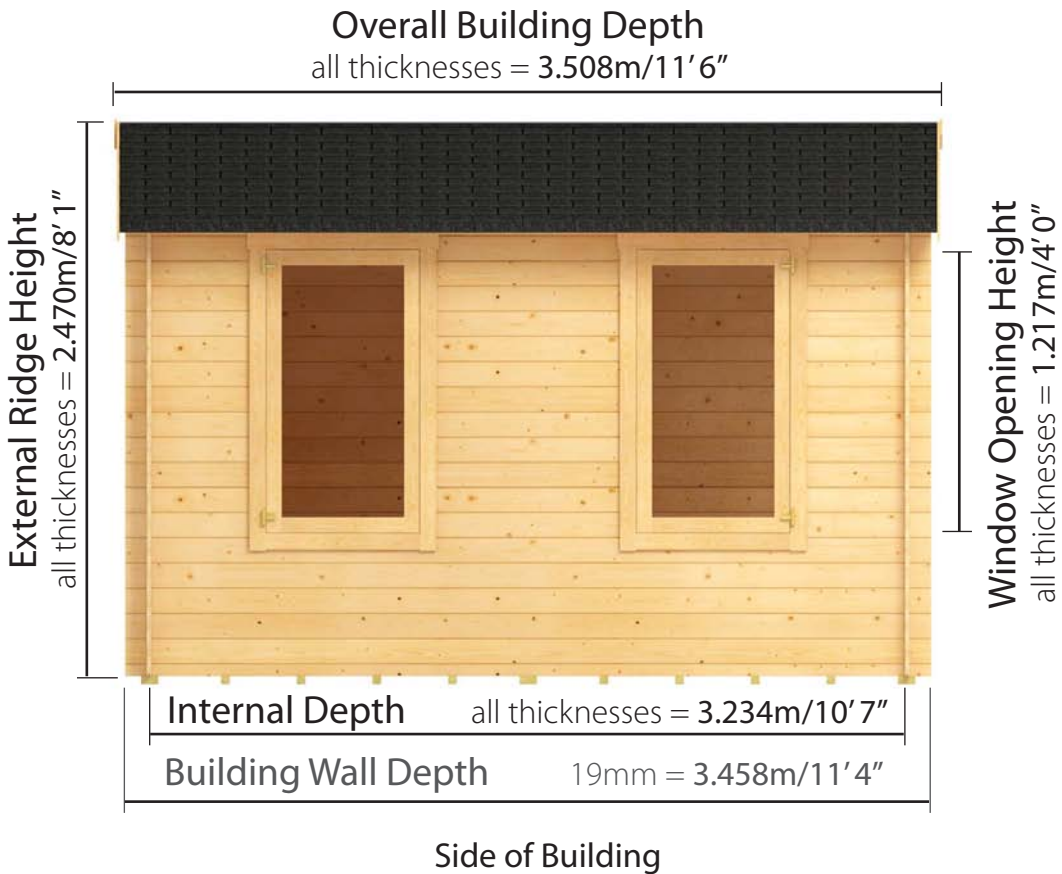 Overall Building Depth
all thicknesses = 3.508m/11’6”
External Ridge Height
all thicknesses = 2.470m/8’1”
Window Opening Height
all thicknesses = 1.217m/4’0”
Internal Depth all thicknesses = 3.234m/10’7”
Building Wall Depth 19mm = 3.458m/11’4”
Side of Building